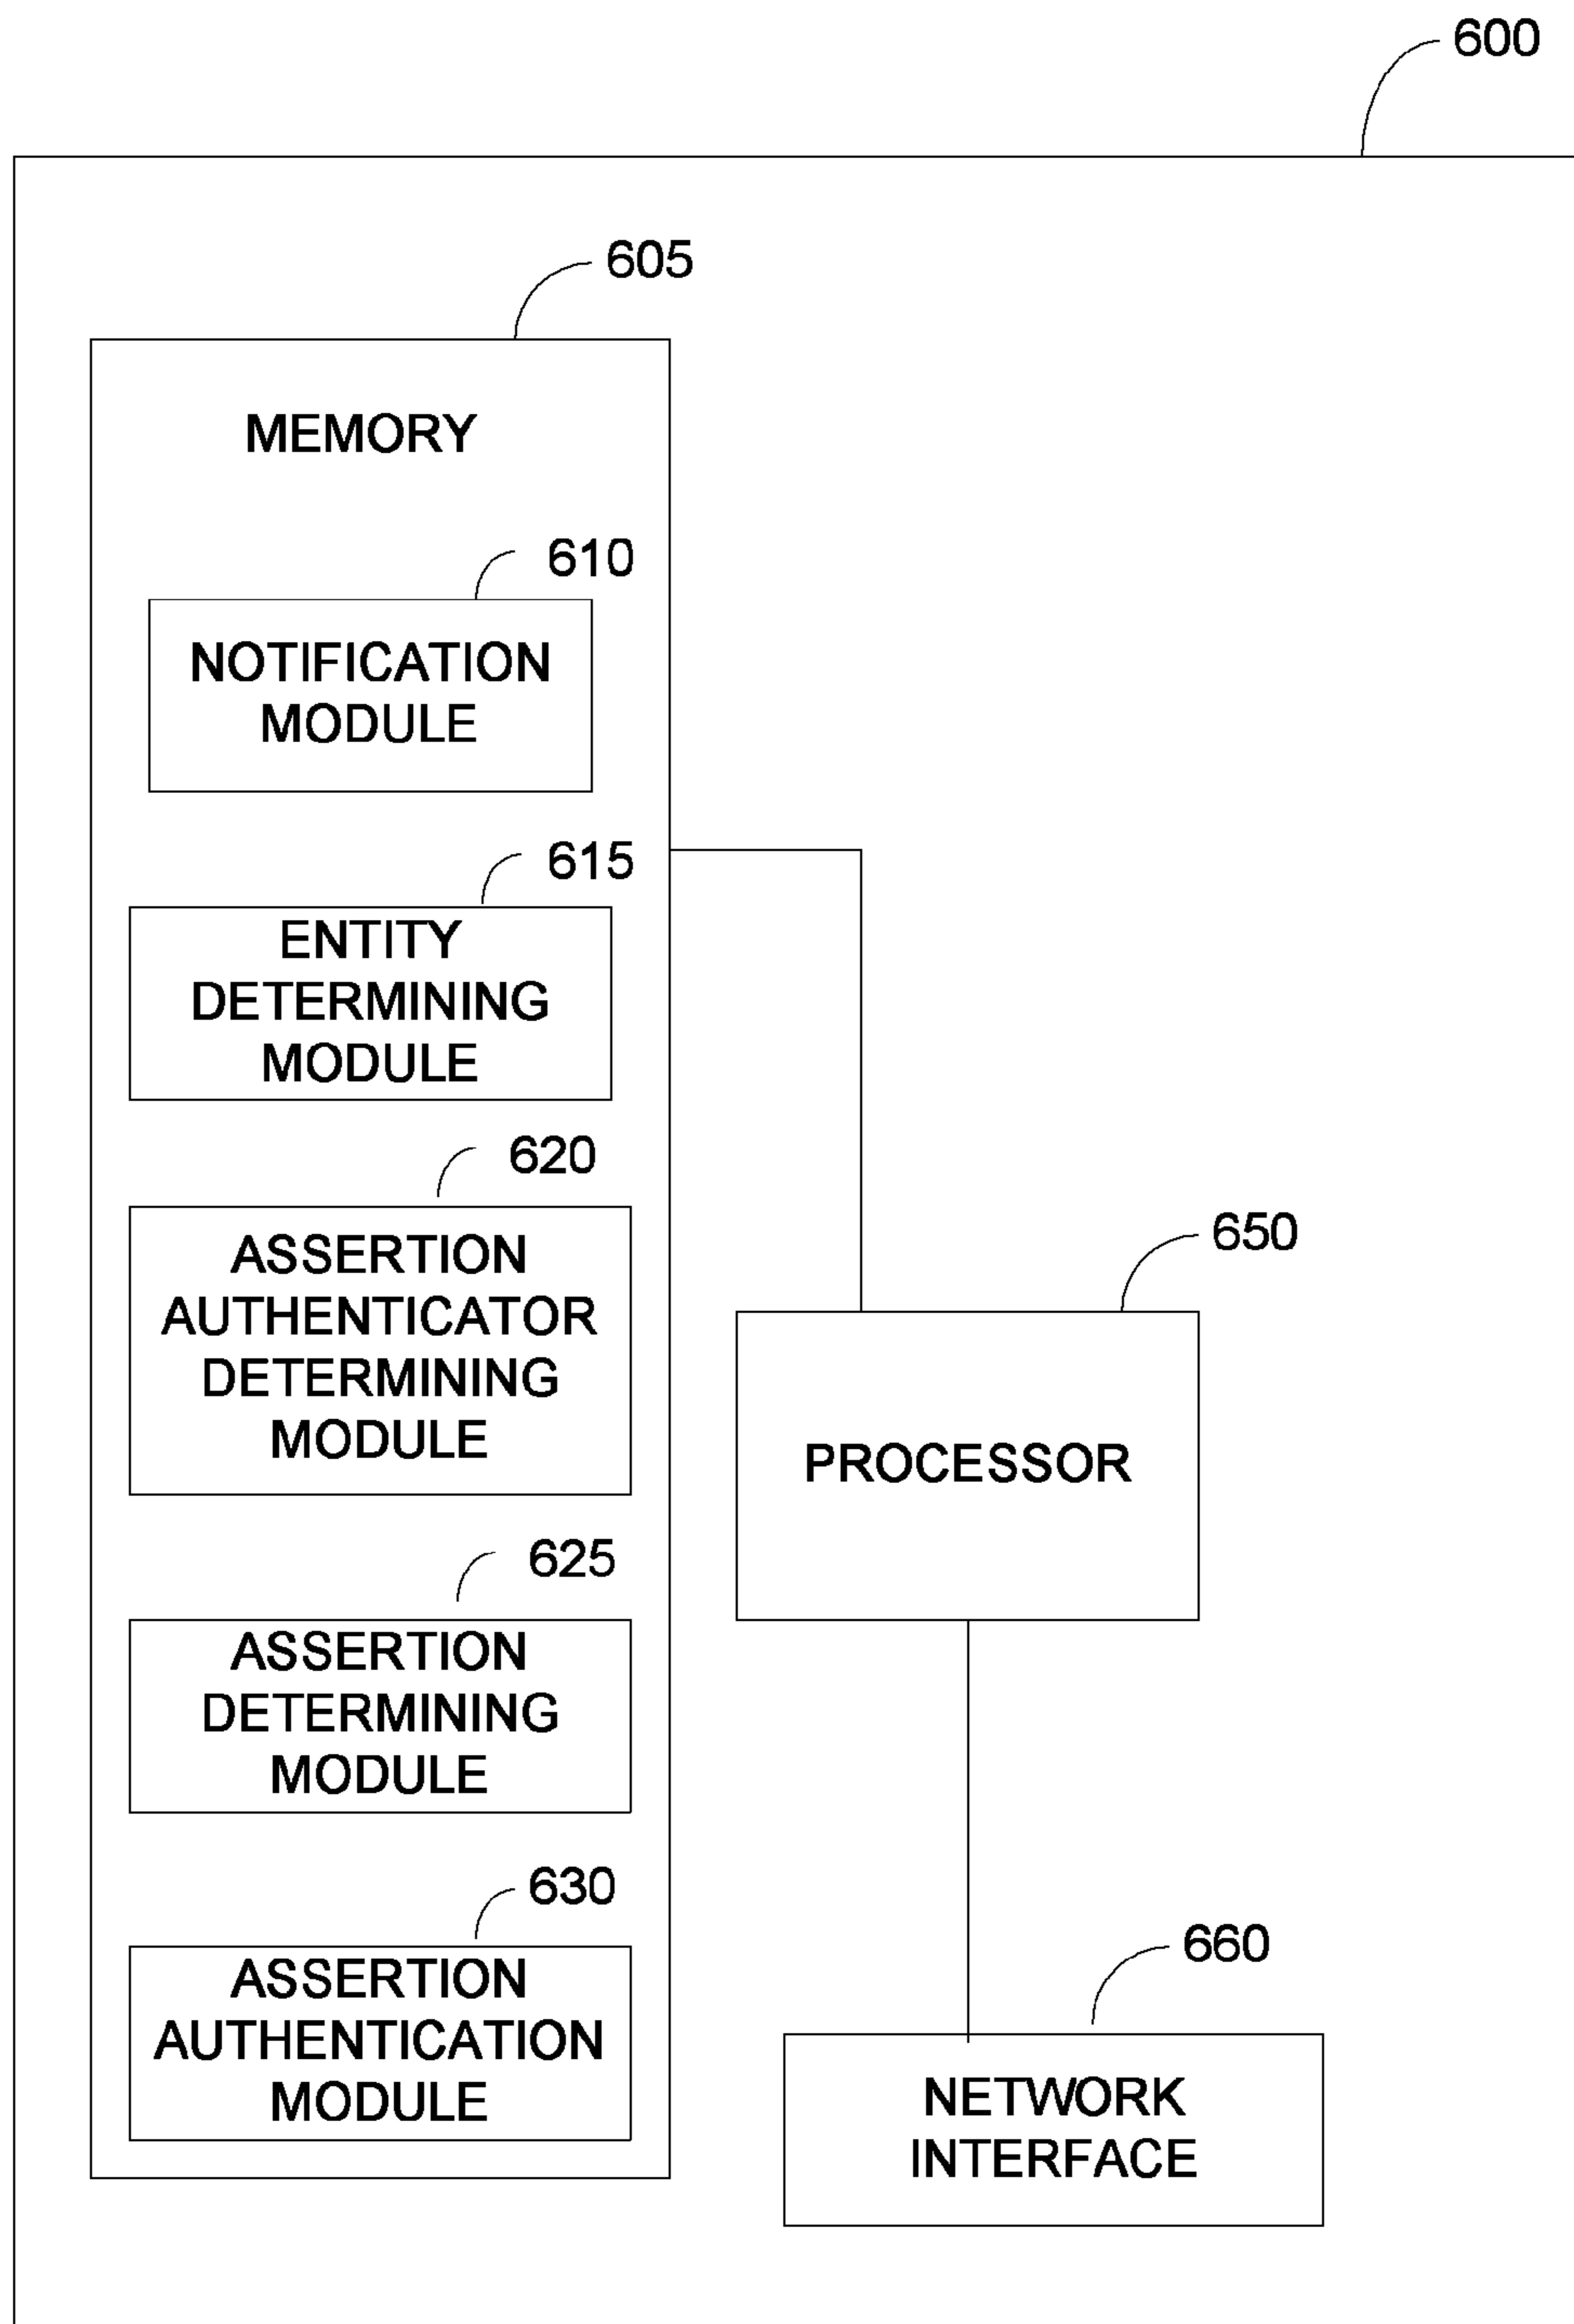 600
605
MEMORY
610
NOTIFICATION
MODULE
615
ENTITY
DETERMINING
MODULE
620
ASSERTION
AUTHENTICATOR
DETERMINING
MODULE
625
ASSERTION
DETERMINING
MODULE
630
ASSERTION
AUTHENTICATION
MODULE
650
PROCESSOR
660
NETWORK
INTERFACE